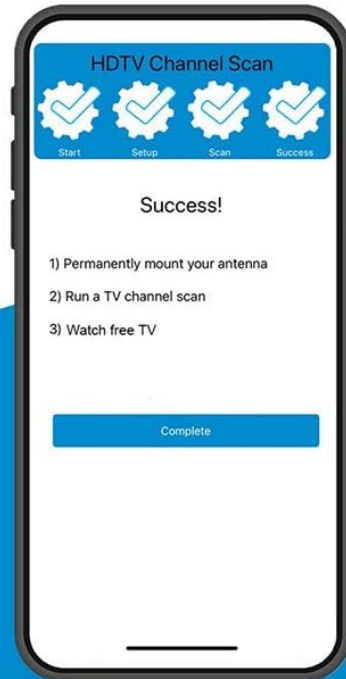 HDTV Channel Scan
Start Setup Scan Success
Success!
1) Permanently mount your antenna
2) Run a TV channel scan
3) Watch free TV
Complete